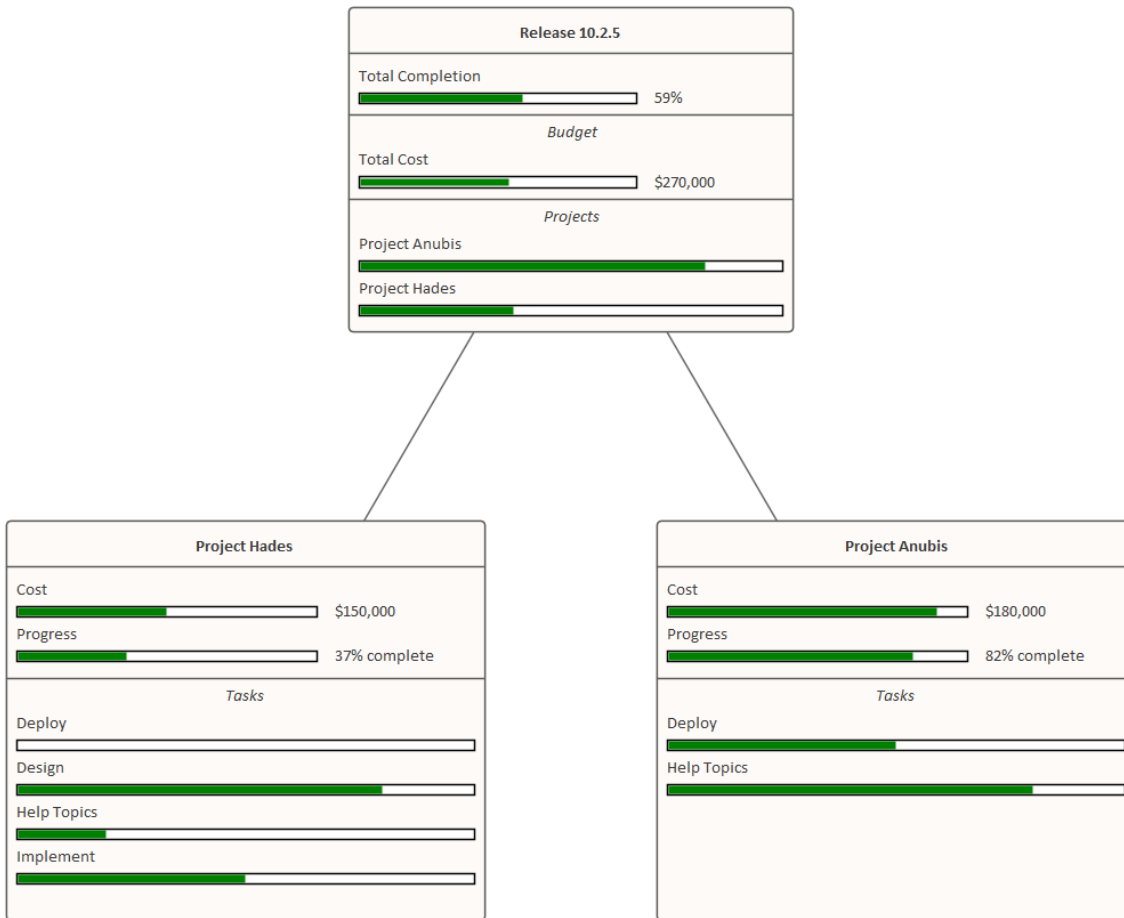 Release 10.2.5
Total Completion
59%
Budget
Total Cost
$270,000
Projects
Project Anubis
Project Hades
Project Hades
Cost
$150,000
Progress
37% complete
Tasks
Deploy
Design
Help Topics
Implement
Project Anubis
Cost
$180,000
Progress
82% complete
Tasks
Deploy
Help Topics